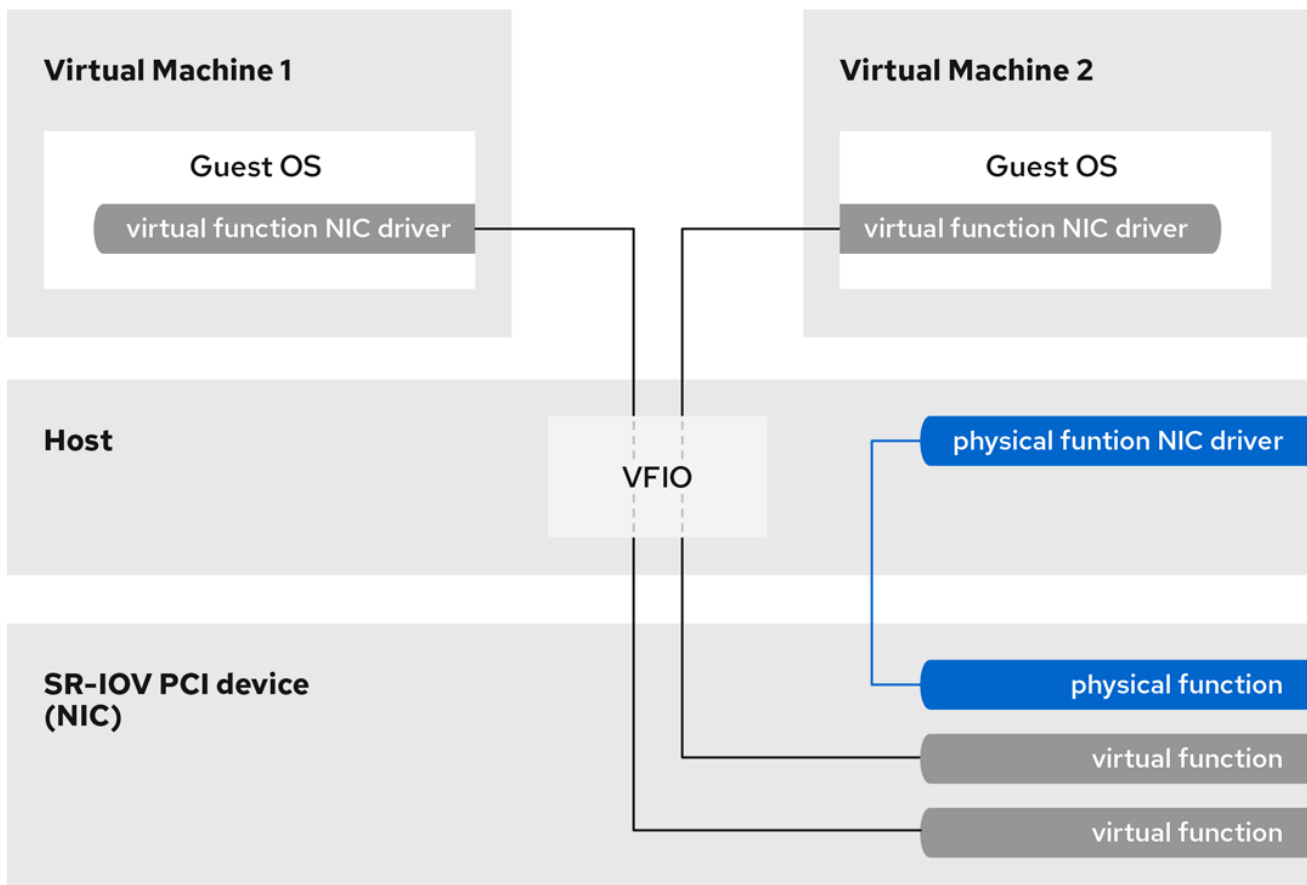 Virtual Machine 1
Guest OS
virtual function NIC driver
Virtual Machine 2
Guest OS
virtual function NIC driver
Host
VFIO
physical funtion NIC driver
SR-IOV PCI device
(NIC)
physical function
virtual function
virtual function